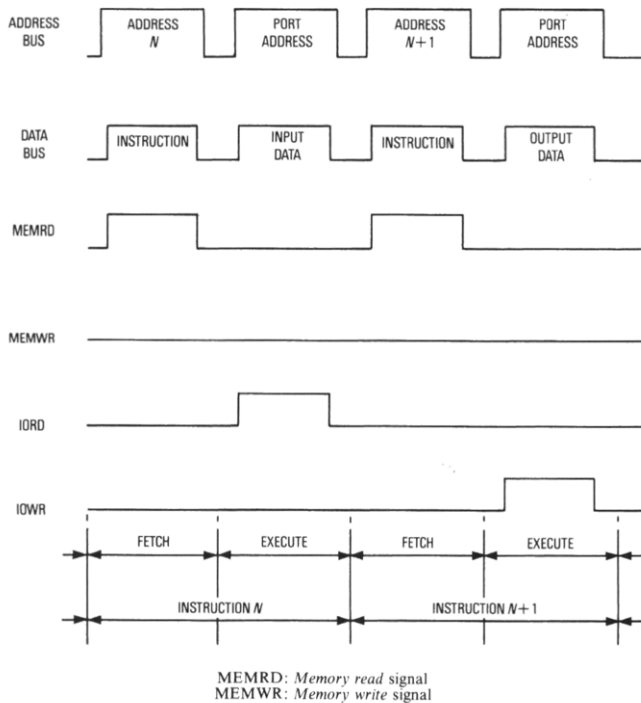 ADDRESS BUS
ADDRESS N
PORT ADDRESS
ADDRESS N+1
PORT ADDRESS
DATA BUS
INSTRUCTION
INPUT DATA
INSTRUCTION
OUTPUT DATA
MEMRD
MEMWR
IORD
IOWR
FETCH EXECUTE FETCH EXECUTE
INSTRUCTION N INSTRUCTION N+1
MEMRD: Memory read signal
MEMWR: Memory write signal